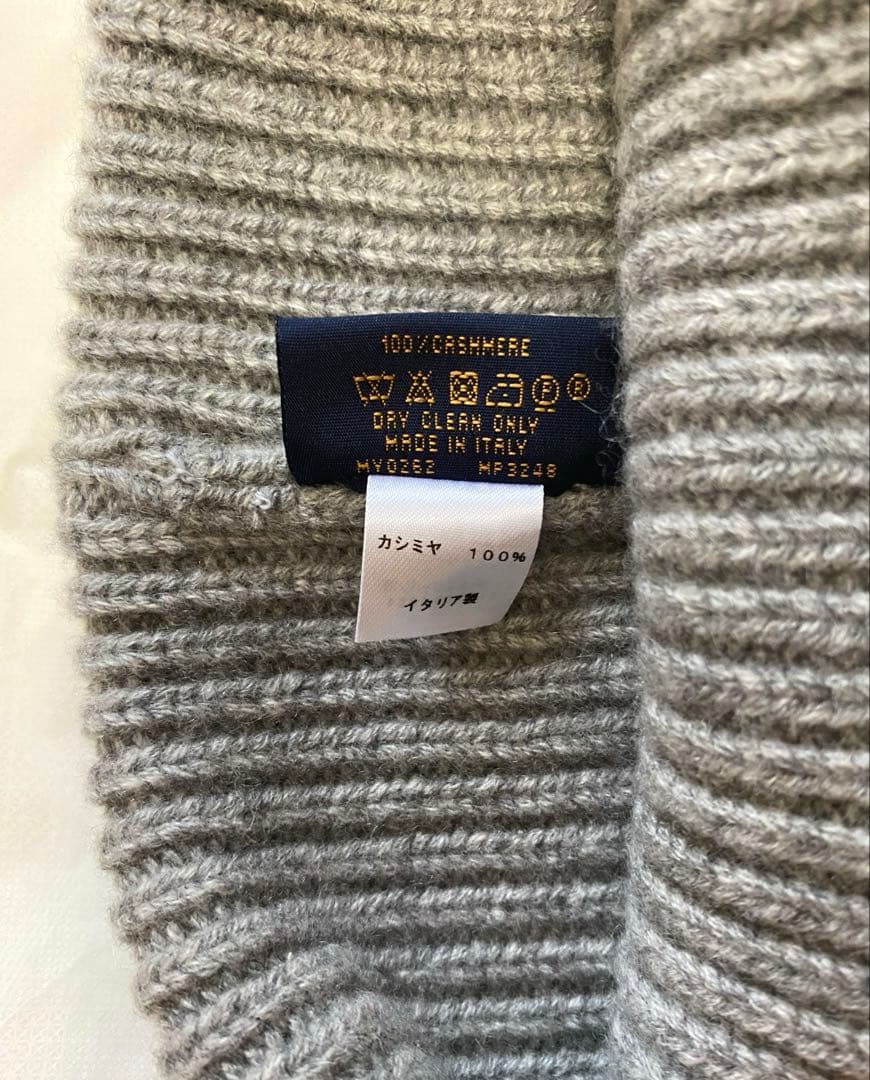 100%CASHMERE
P R
DRY CLEAN ONLY
MADE IN ITALY
MV0262 MP3248
カシミヤ 100%
イタリア製